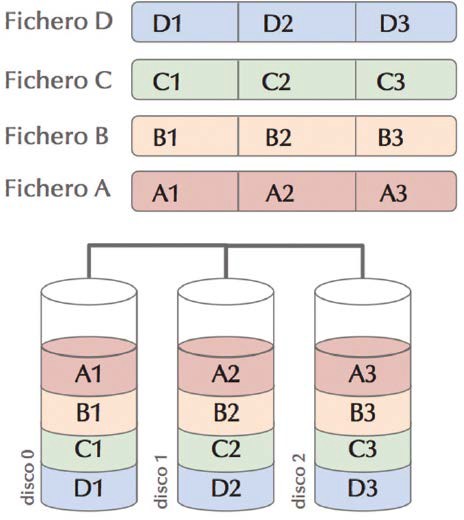 Fichero D D1 D2 D3
Fichero C C1 C2 C3
Fichero B B1 B2 B3
Fichero A A1 A2 A3
A1 A2 A3
B1 B2 B3
C1 C2 C3
D1 D2 D3
disco 0
disco 1
disco 2